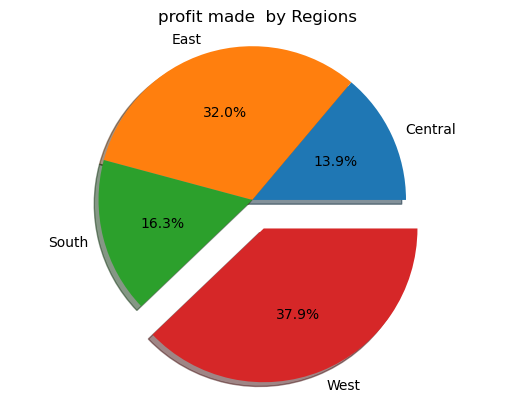 profit made  by Regions
East
32.0%
Central
13.9%
16.3%
South
37.9%
West